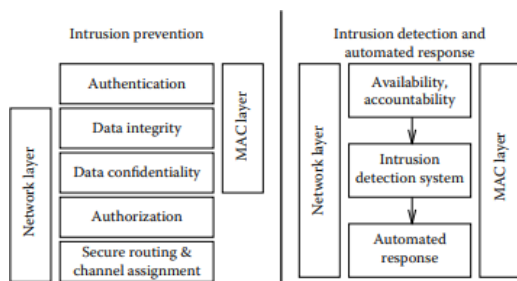 Intrusion prevention
Authentication
Data integrity
Data confidentiality
Authorization
Secure routing &
channel assignment
Network layer
MAC layer
Intrusion detection and
automated response
Network layer
Availability,
accountability
Intrusion
detection system
Automated
response
MAC layer